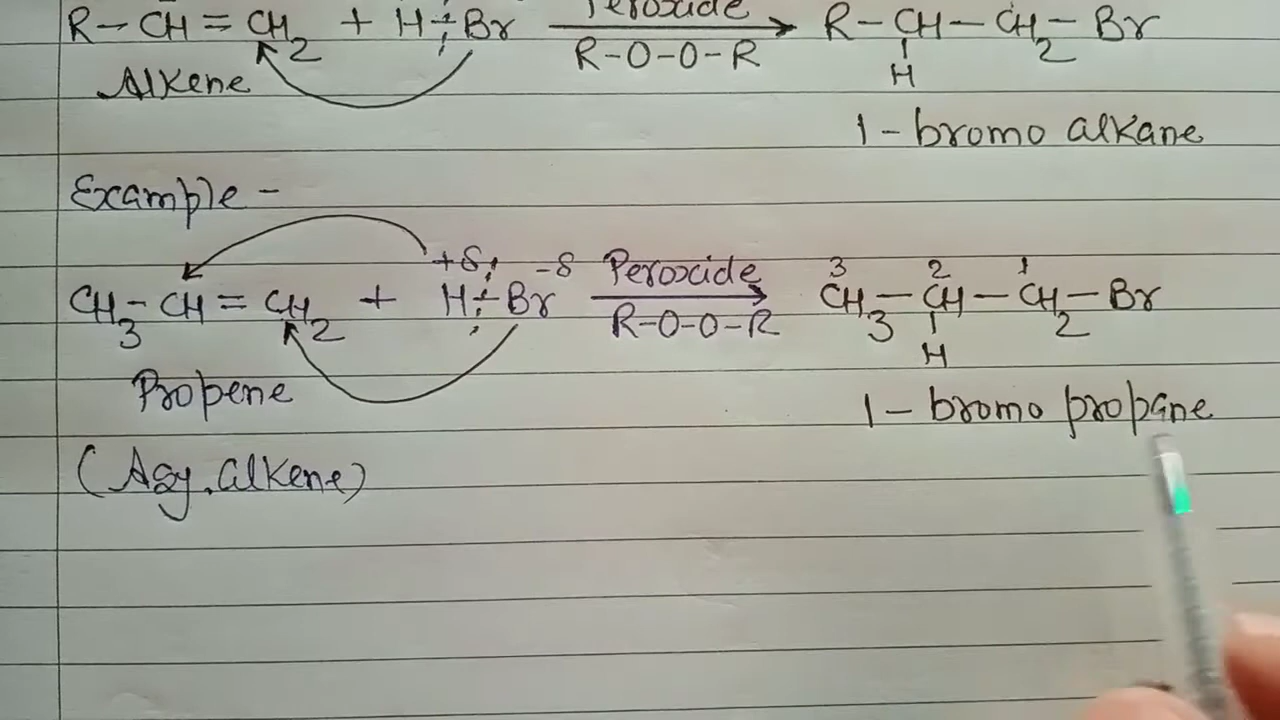 R-CH=CH₂ + H÷Br Peroxide R-CH-CH₂-Br
R-O-O-R
H
Alkene
1-bromo alkane
Example -
+δ -δ Peroxide 3 2 1
CH₃-CH=CH₂ + H÷Br R-O-O-R CH₃-CH-CH₂-Br
H
Propene
1-bromo propane
(Asy.alkene)